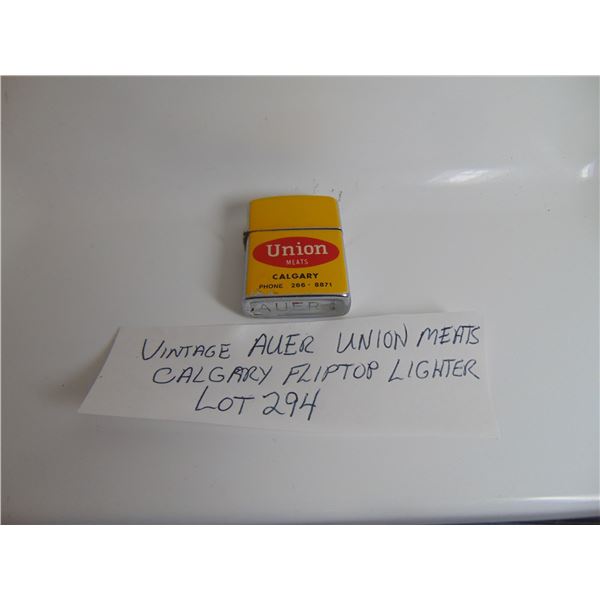 Union
MEATS
CALGARY
PHONE 266-8871
AUER
VINTAGE AUER UNION MEATS
CALGARY FLIPTOP LIGHTER
LOT 294